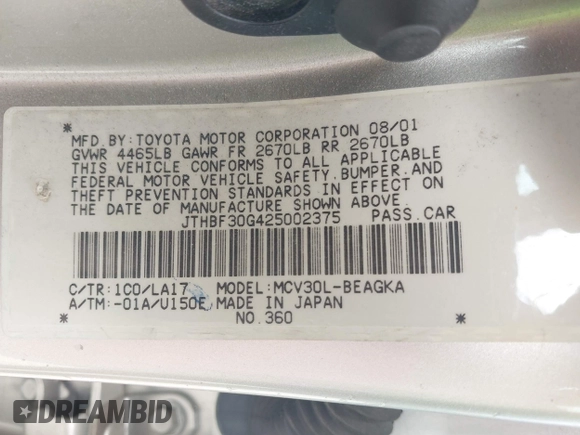 MFD. BY: TOYOTA MOTOR CORPORATION 08/01
GVWR 4465LB GAWR FR 2670LB RR 2670LB
THIS VEHICLE CONFORMS TO ALL APPLICABLE
FEDERAL MOTOR VEHICLE SAFETY, BUMPER, AND
THEFT PREVENTION STANDARDS IN EFFECT ON
THE DATE OF MANUFACTURE SHOWN ABOVE.
JTHBF30G425002375 PASS.CAR
* *
C/TR:1C0/LA17 MODEL:MCV30L-BEAGKA
A/TM:-01A/U150E, MADE IN JAPAN
* NO.360 *
DREAMBID